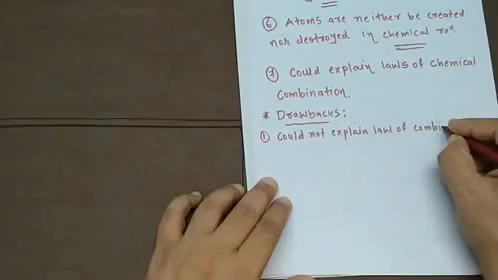 ⑥ Atoms are neither be created
nor destroyed in chemical rxⁿ
⑦ Could explain laws of chemical
combination.
* Drawbacks:
① Could not explain law of combi